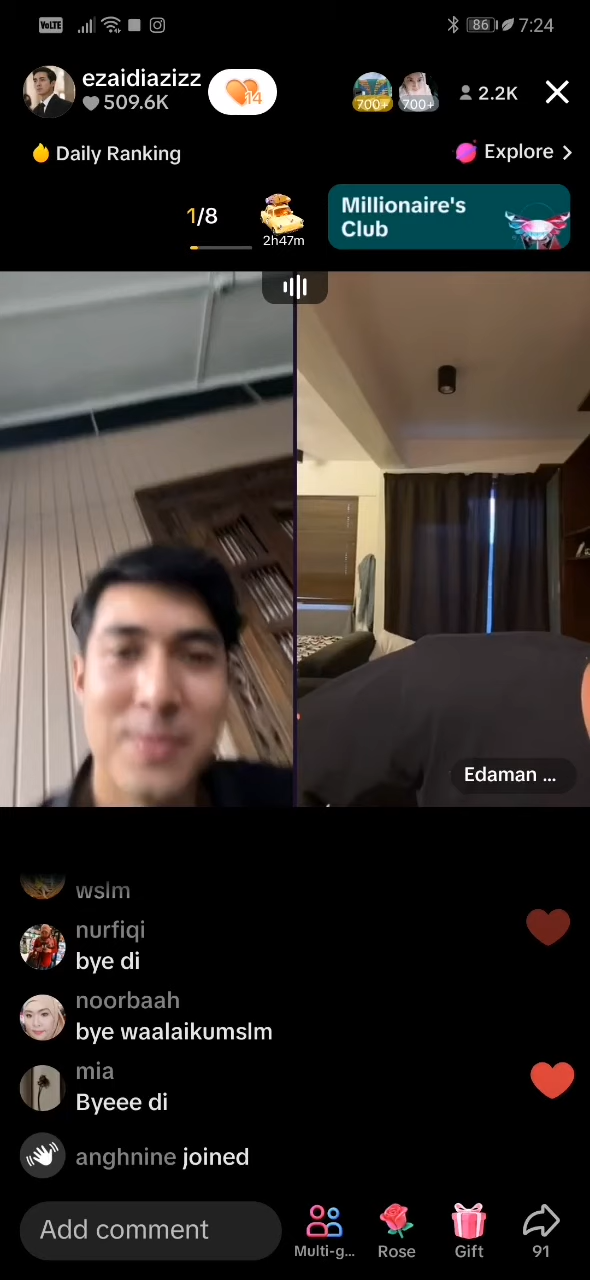 VoLTE
86
7:24
ezaidiazizz
509.6K
14
700+
700+
2.2K
Daily Ranking
Explore
1/8
2h47m
Millionaire's
Club
Edaman ...
wslm
nurfiqi
bye di
noorbaah
bye waalaikumslm
mia
Byeee di
anghnine joined
Add comment
Multi-g...
Rose
Gift
91